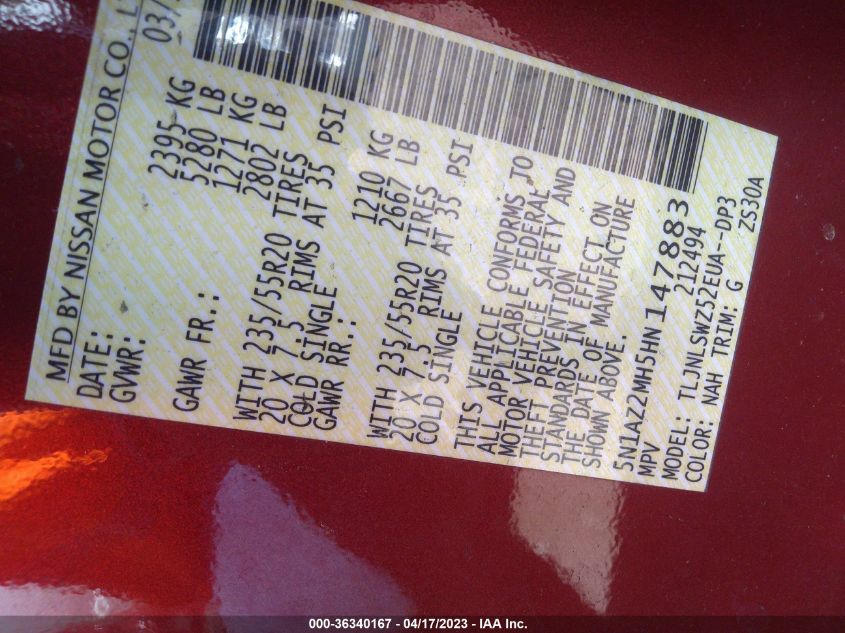 MFD BY NISSAN MOTOR CO.,
DATE: 03/
GVWR: 2395 KG
5280 LB
GAWR FR.: 1271 KG
2802 LB
WITH 235/55R20 TIRES
20 X 7.5 RIMS AT 35 PSI
COLD SINGLE
GAWR RR.: 1210 KG
2667 LB
WITH 235/55R20 TIRES
20 X 7.5 RIMS AT 35 PSI
COLD SINGLE
THIS VEHICLE CONFORMS TO
ALL APPLICABLE FEDERAL
MOTOR VEHICLE SAFETY AND
THEFT PREVENTION
STANDARDS IN EFFECT ON
THE DATE OF MANUFACTURE
SHOWN ABOVE.
5N1AZ2MH5HN147883
MPV 212494
MODEL: TLJNLSWZ52EUA--DP3
COLOR: NAH TRIM: G ZS30A
000-36340167 - 04/17/2023 - IAA Inc.